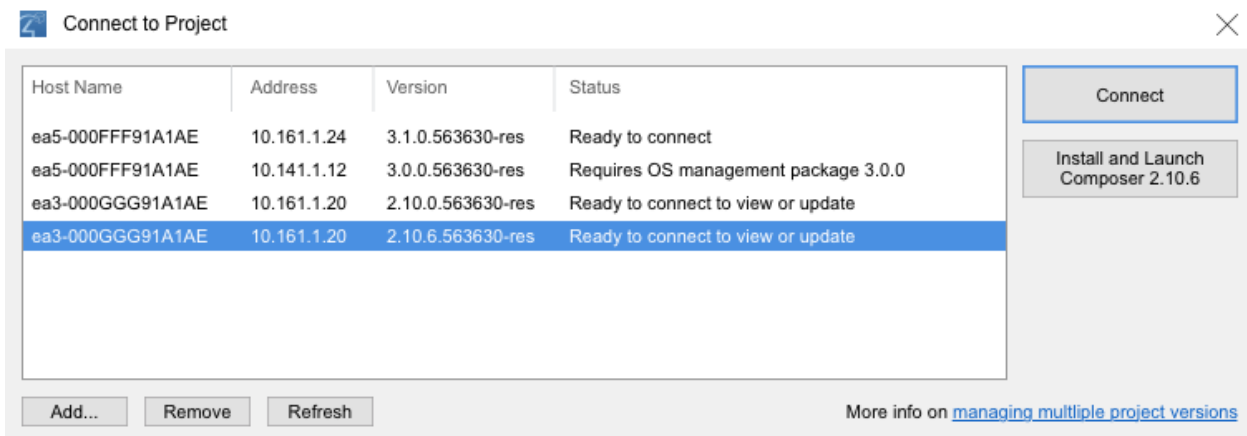 Connect to Project
Host Name Address Version Status
ea5-000FFF91A1AE 10.161.1.24 3.1.0.563630-res Ready to connect
ea5-000FFF91A1AE 10.141.1.12 3.0.0.563630-res Requires OS management package 3.0.0
ea3-000GGG91A1AE 10.161.1.20 2.10.0.563630-res Ready to connect to view or update
ea3-000GGG91A1AE 10.161.1.20 2.10.6.563630-res Ready to connect to view or update
Connect
Install and Launch
Composer 2.10.6
Add... Remove Refresh
More info on managing multliple project versions